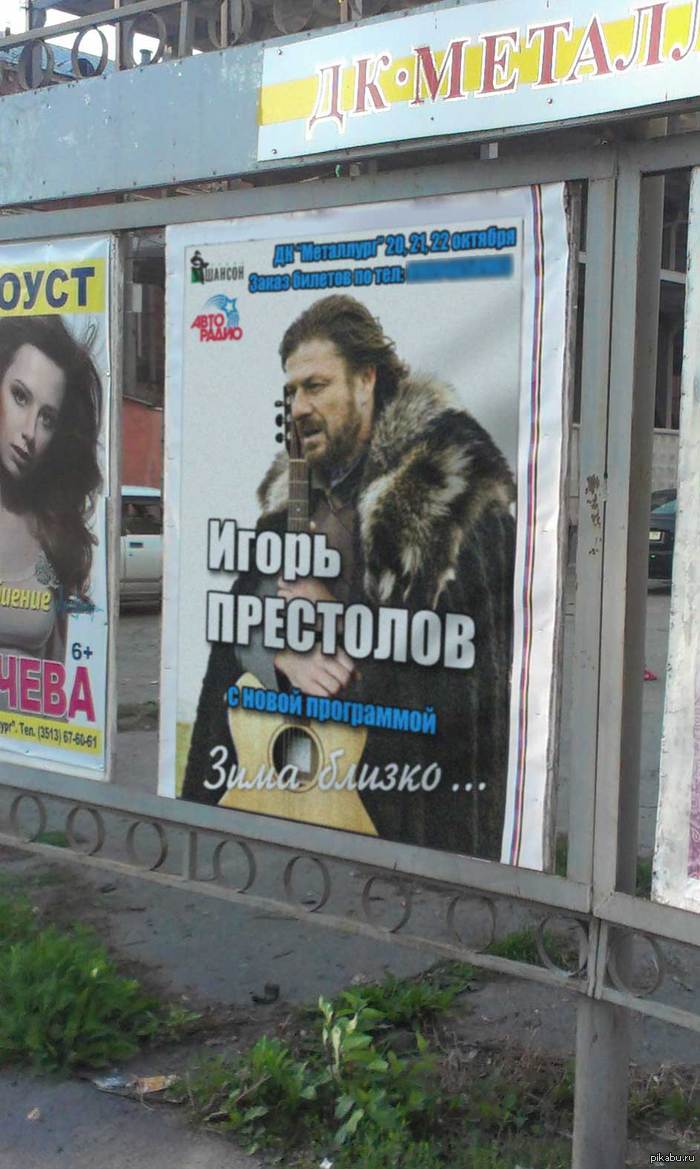 ДК·МЕТАЛЛ
ДК "Металлург" 20, 21, 22 октября
Заказ билетов по тел:
ШАНСОН
АВТО
РАДИО
Игорь
ПРЕСТОЛОВ
с новой программой
Зима близко ...
ОУСТ
6+
ЧЕВА
ург". Тел. (3513) 67-60-61
pikabu.ru